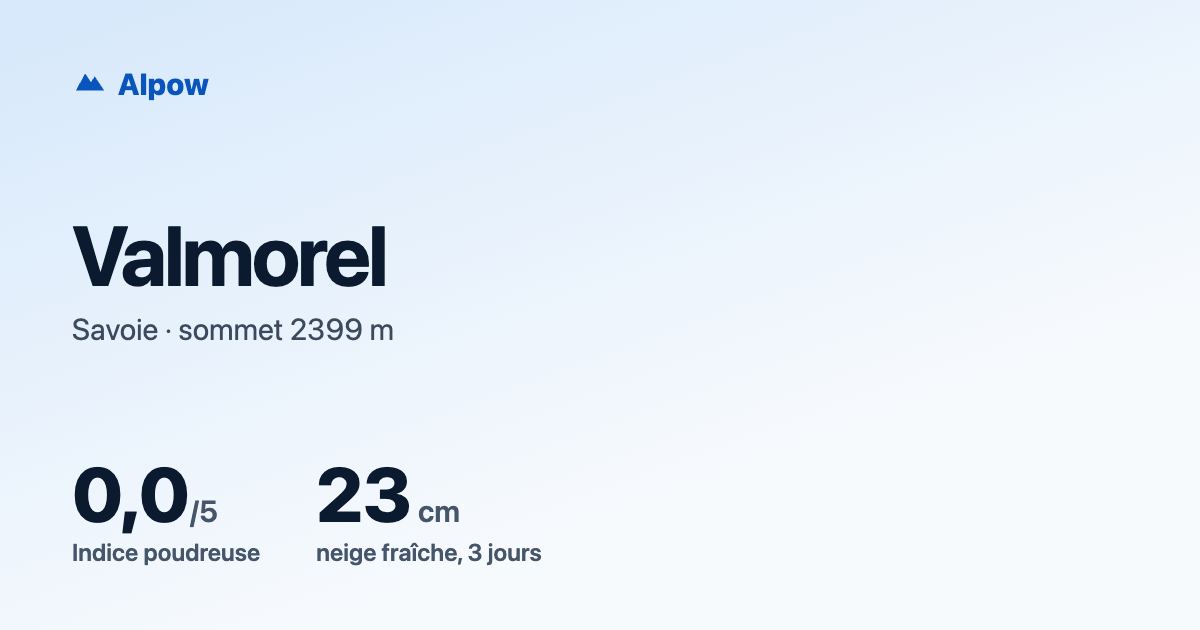 Alpow
Valmorel
Savoie · sommet 2399 m
0,0/5
Indice poudreuse
23 cm
neige fraîche, 3 jours